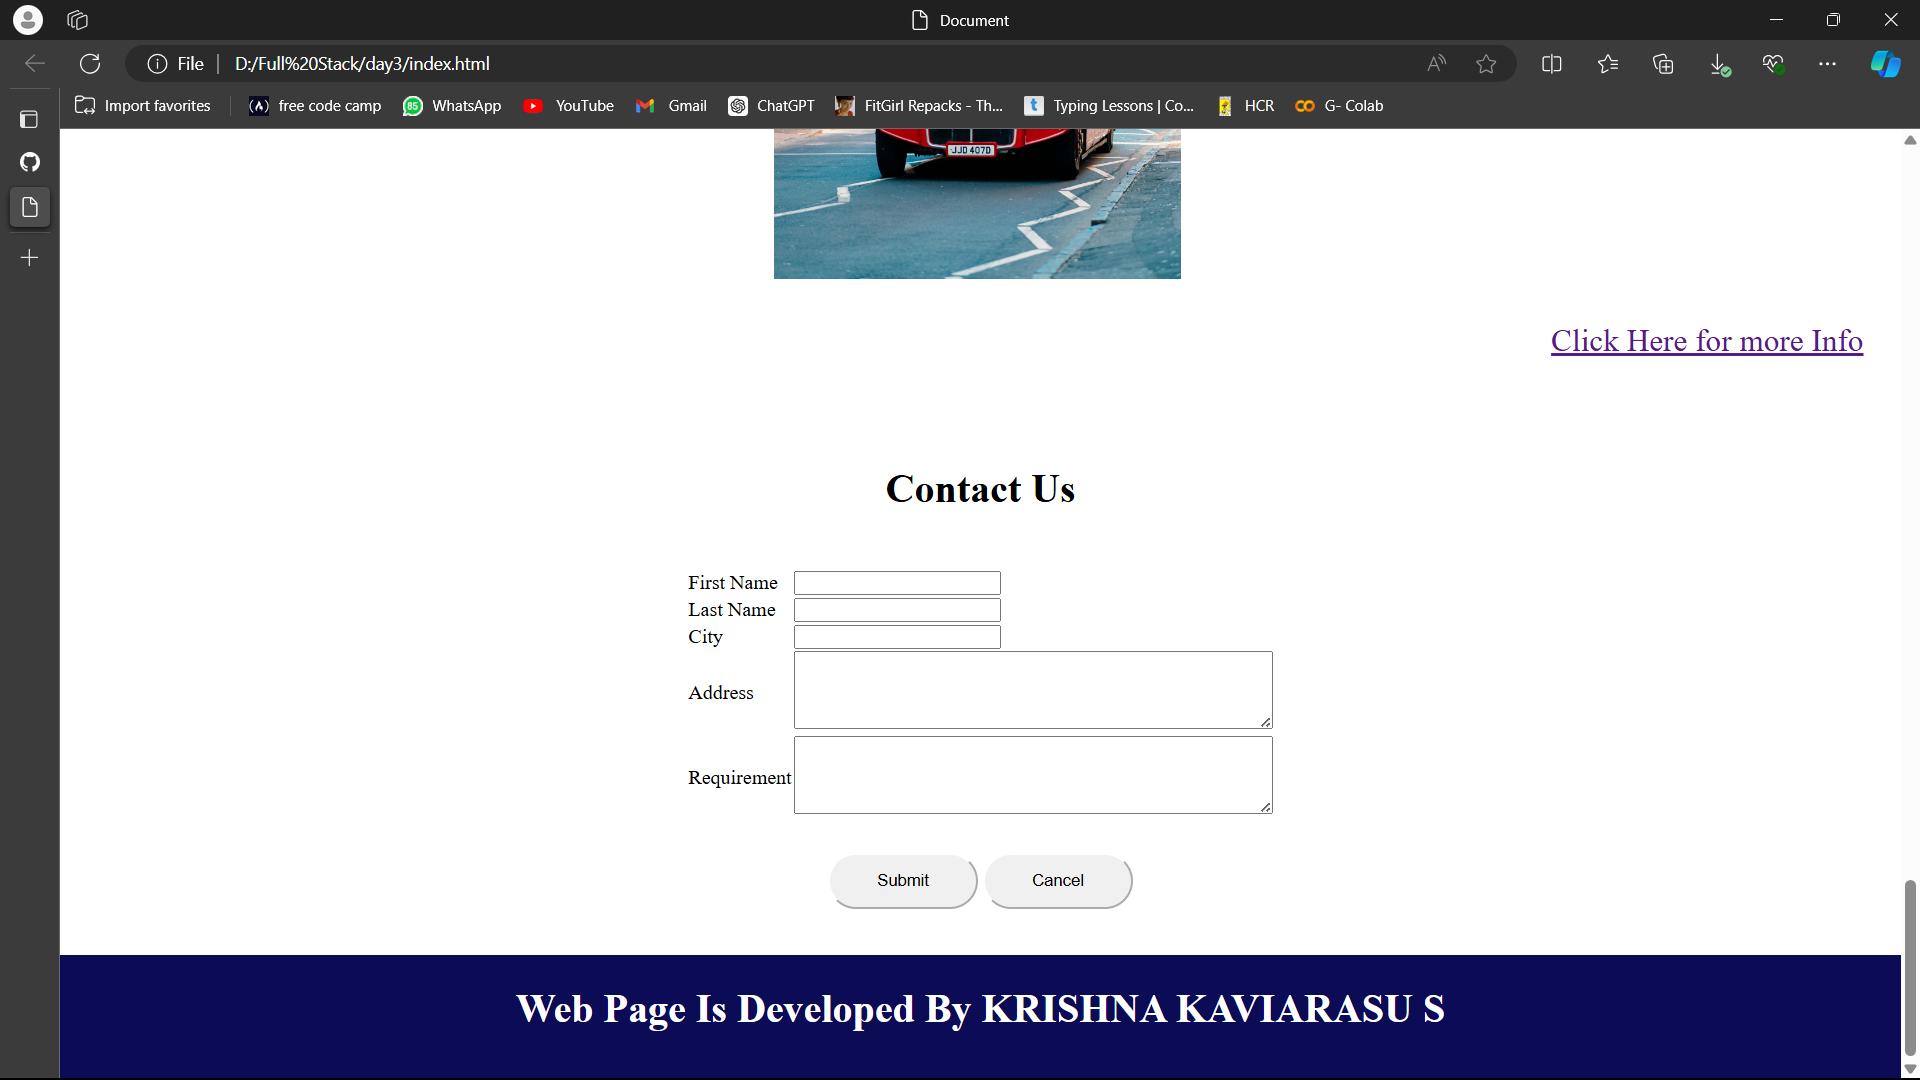 Document
File
D:/Full%20Stack/day3/index.html
Import favorites
free code camp
85
WhatsApp
YouTube
Gmail
ChatGPT
FitGirl Repacks - Th...
t
Typing Lessons | Co...
HCR
G- Colab
JJD 407D
Click Here for more Info
Contact Us
First Name
Last Name
City
Address
Requirement
Submit
Cancel
Web Page Is Developed By KRISHNA KAVIARASU S